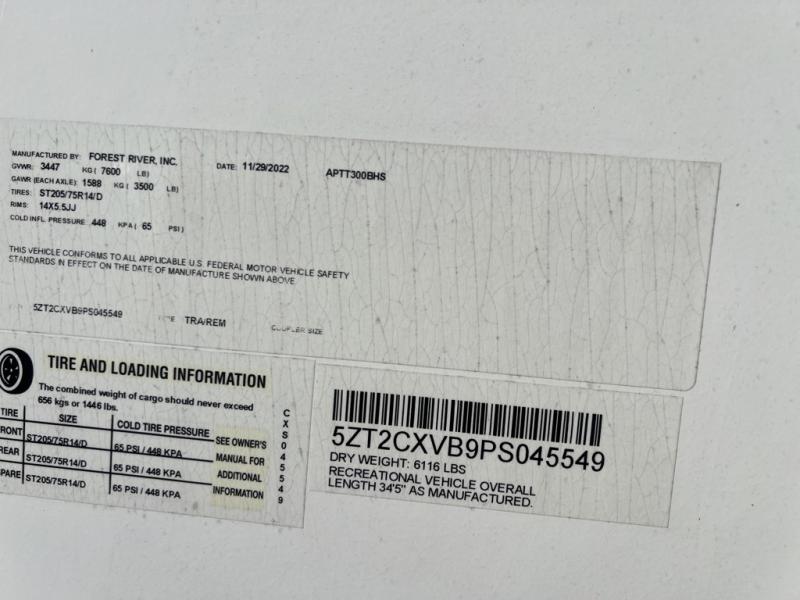 MANUFACTURED BY: FOREST RIVER, INC. DATE: 11/29/2022 APTT300BHS
GVWR: 3447 KG ( 7600 LB)
GAWR (EACH AXLE): 1588 KG ( 3500 LB)
TIRES: ST205/75R14/D
RIMS: 14X5.5JJ
COLD INFL. PRESSURE 448 KPA ( 65 PSI )
THIS VEHICLE CONFORMS TO ALL APPLICABLE U.S. FEDERAL MOTOR VEHICLE SAFETY
STANDARDS IN EFFECT ON THE DATE OF MANUFACTURE SHOWN ABOVE.
5ZT2CXVB9PS045549 TRA/REM COUPLER SIZE
TIRE AND LOADING INFORMATION
The combined weight of cargo should never exceed
656 kgs or 1446 lbs.
TIRE SIZE COLD TIRE PRESSURE SEE OWNER'S
RONT ST205/75R14/D 65 PSI / 448 KPA MANUAL FOR
REAR ST205/75R14/D 65 PSI / 448 KPA ADDITIONAL
PARE ST205/75R14/D 65 PSI / 448 KPA INFORMATION
CXS045549
5ZT2CXVB9PS045549
DRY WEIGHT: 6116 LBS
RECREATIONAL VEHICLE OVERALL
LENGTH 34'5" AS MANUFACTURED.